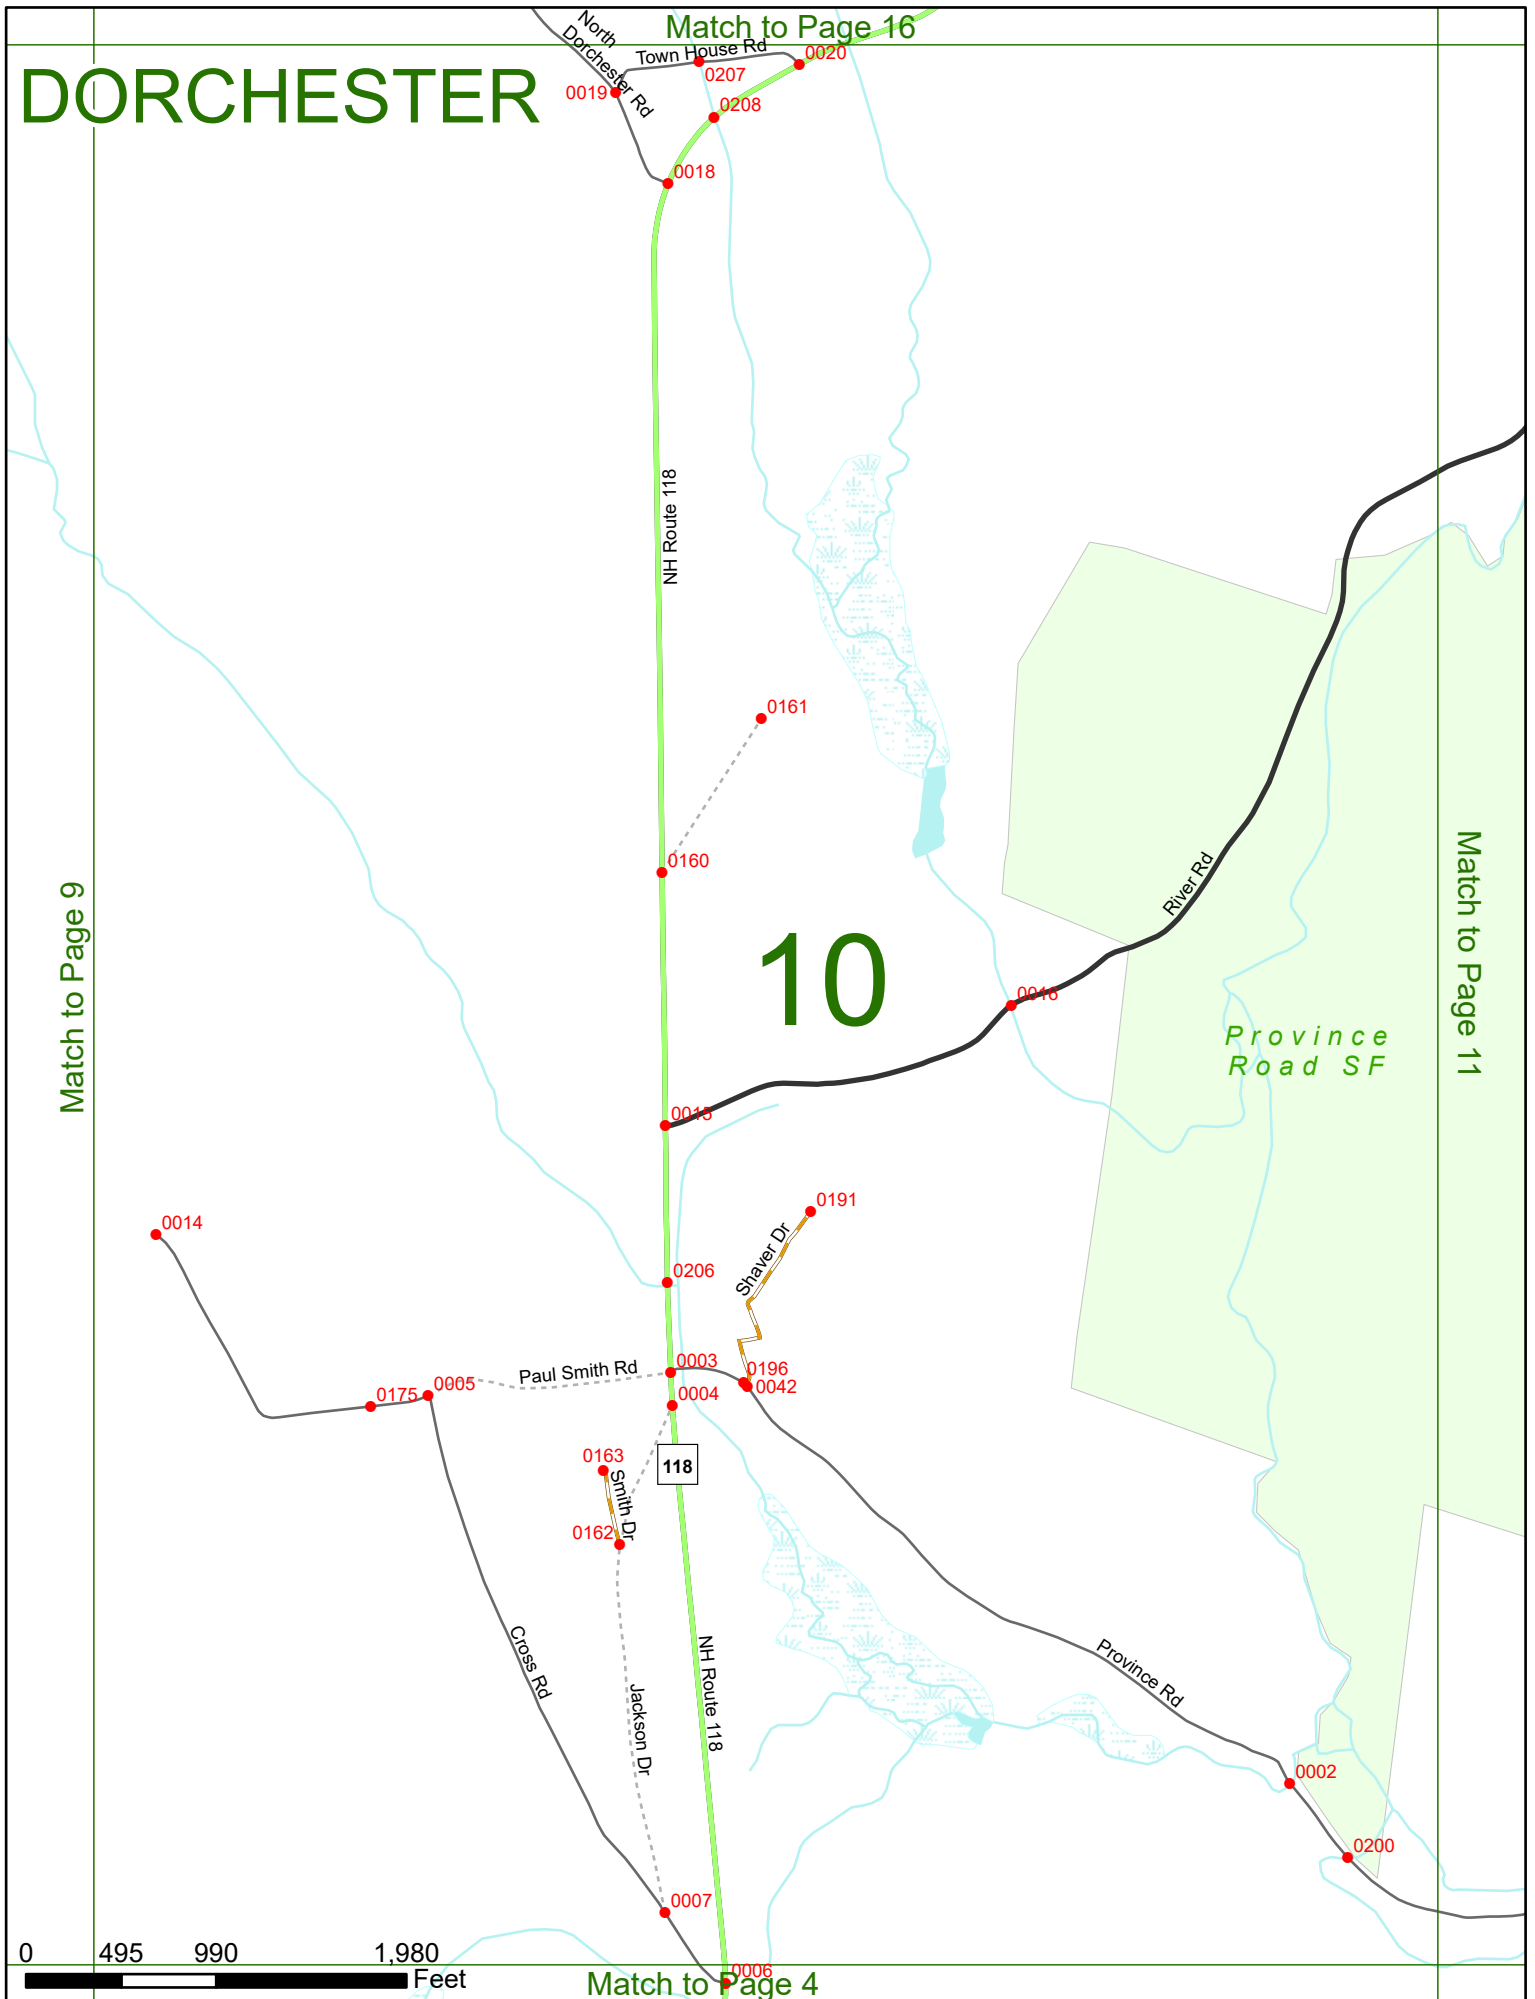 Match to Page 16
DORCHESTER
North
Dorchester Rd
Town House Rd
0020
0207
0019
0208
0018
NH Route 118
0161
0160
Match to Page 9
10
River Rd
Match to Page 11
0016
Province
Road SF
0015
0191
0014
Shaver Dr
0206
0003
Paul Smith Rd
0196
0042
0005
0175
0004
0163
118
Smith Dr
0162
Cross Rd
NH Route 118
Jackson Dr
Province Rd
0002
0200
0007
0 495 990 1,980
Feet
0006
Match to Page 4